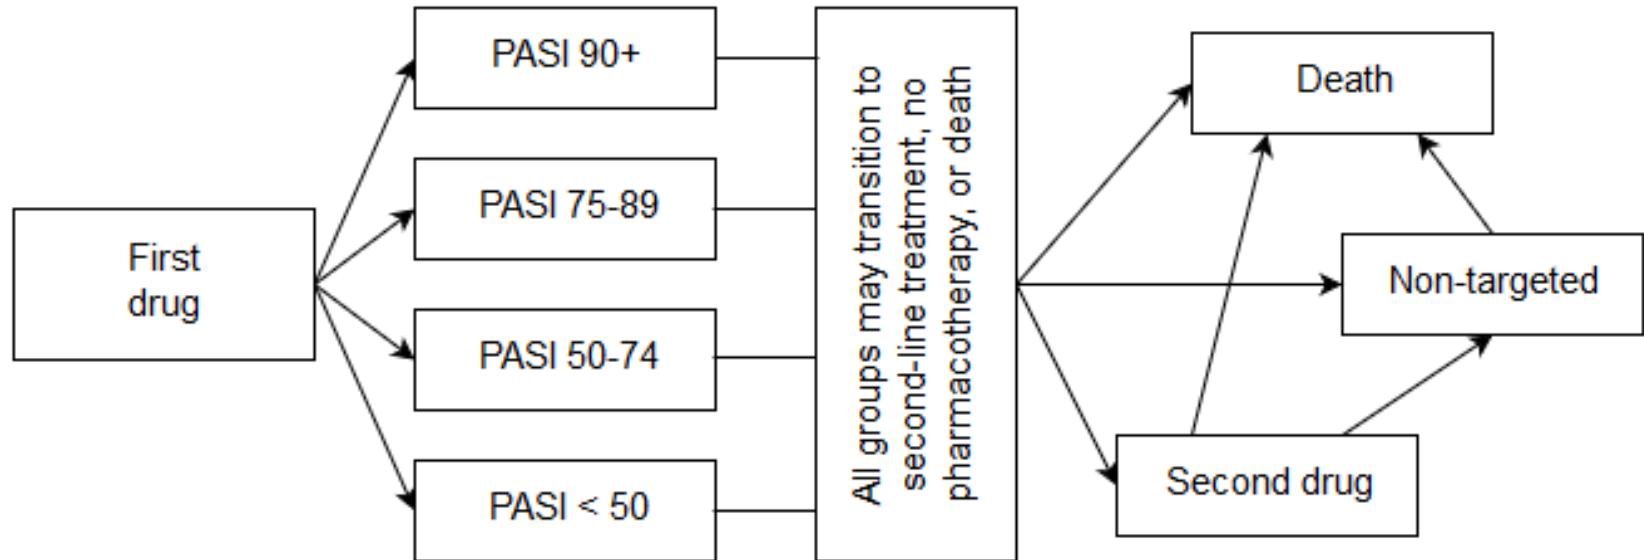 First
drug
PASI 90+
PASI 75-89
PASI 50-74
PASI < 50
All groups may transition to
second-line treatment, no
pharmacotherapy, or death
Death
Non-targeted
Second drug